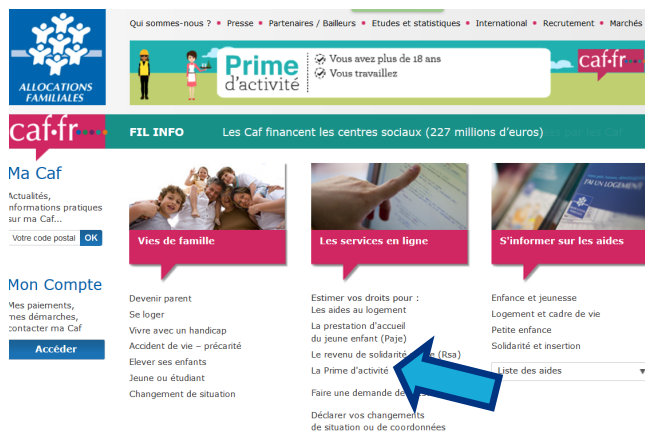 Qui sommes-nous ? • Presse • Partenaires / Bailleurs • Etudes et statistiques • International • Recrutement • Marchés
ALLOCATIONS
FAMILIALES
Prime
d'activité
Vous avez plus de 18 ans
Vous travaillez
caf•fr
caf•fr
FIL INFO
Les Caf financent les centres sociaux (227 millions d'euros)
Ma Caf
Actualités,
nformations pratiques
sur ma Caf...
Votre code postal OK
Mon Compte
Mes paiements,
mes démarches,
contacter ma Caf
Accéder
Vies de famille
Devenir parent
Se loger
Vivre avec un handicap
Accident de vie – précarité
Elever ses enfants
Jeune ou étudiant
Changement de situation
Les services en ligne
Estimer vos droits pour :
Les aides au logement
La prestation d'accueil
du jeune enfant (Paje)
Le revenu de solidarité (Rsa)
La Prime d'activité
Faire une demande de
Déclarer vos changements
de situation ou de coordonnées
J'AI UN LOGEMENT
S'informer sur les aides
Enfance et jeunesse
Logement et cadre de vie
Petite enfance
Solidarité et insertion
Liste des aides